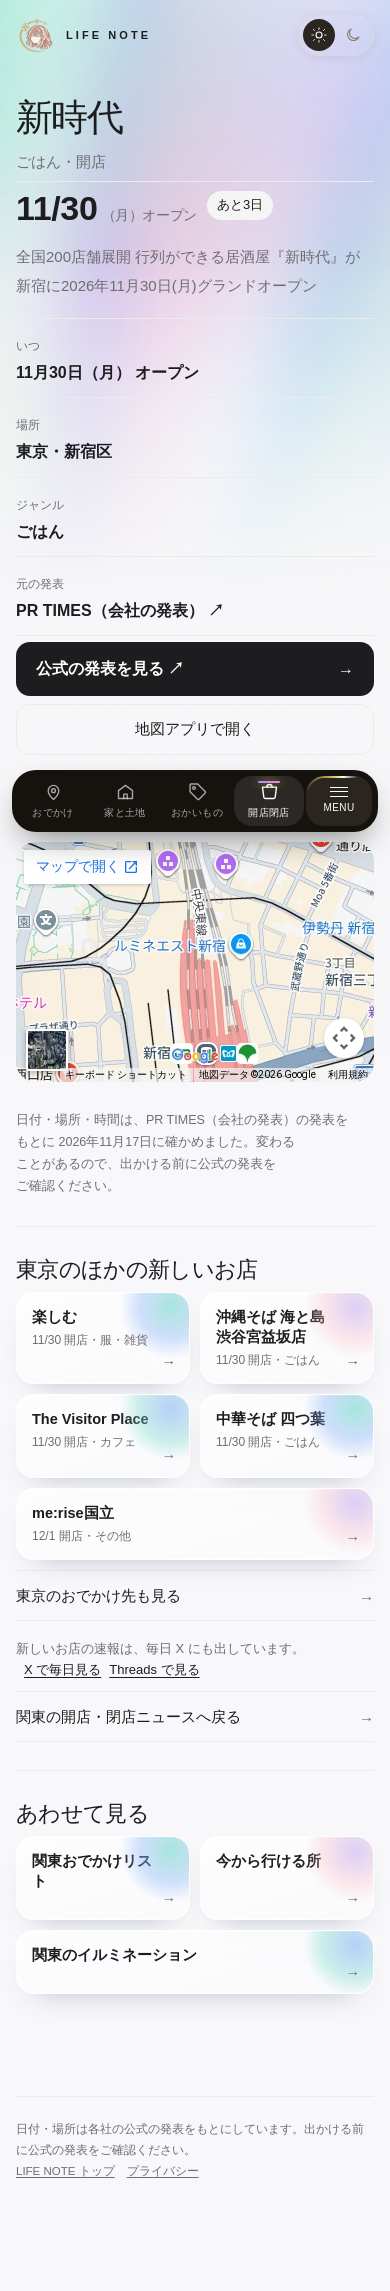 LIFE NOTE
新時代
ごはん・開店
11/30 （月）オープン あと3日
全国200店舗展開 行列ができる居酒屋『新時代』が
新宿に2026年11月30日(月)グランドオープン
いつ
11月30日（月） オープン
場所
東京・新宿区
ジャンル
ごはん
元の発表
PR TIMES（会社の発表） ↗
公式の発表を見る ↗ →
地図アプリで開く
おでかけ 家と土地 おかいもの 開店閉店 MENU
マップで開く
中央東線
Moa 5番街
園
ルミネエスト新宿
伊勢丹 新宿
武蔵野通り
3丁目
新宿三丁
ホテル
プラザ通り
新宿
Google
キーボード ショートカット 地図データ ©2026 Google 利用規約
日付・場所・時間は、PR TIMES（会社の発表）の発表を
もとに 2026年11月17日に確かめました。変わる
ことがあるので、出かける前に公式の発表を
ご確認ください。
東京のほかの新しいお店
楽しむ
11/30 開店・服・雑貨
→
沖縄そば 海と島
渋谷宮益坂店
11/30 開店・ごはん
→
The Visitor Place
11/30 開店・カフェ
→
中華そば 四つ葉
11/30 開店・ごはん
→
me:rise国立
12/1 開店・その他
→
東京のおでかけ先も見る →
新しいお店の速報は、毎日 X にも出しています。
X で毎日見る Threads で見る
関東の開店・閉店ニュースへ戻る →
あわせて見る
関東おでかけリス
ト
→
今から行ける所
→
関東のイルミネーション
→
日付・場所は各社の公式の発表をもとにしています。出かける前
に公式の発表をご確認ください。
LIFE NOTE トップ プライバシー